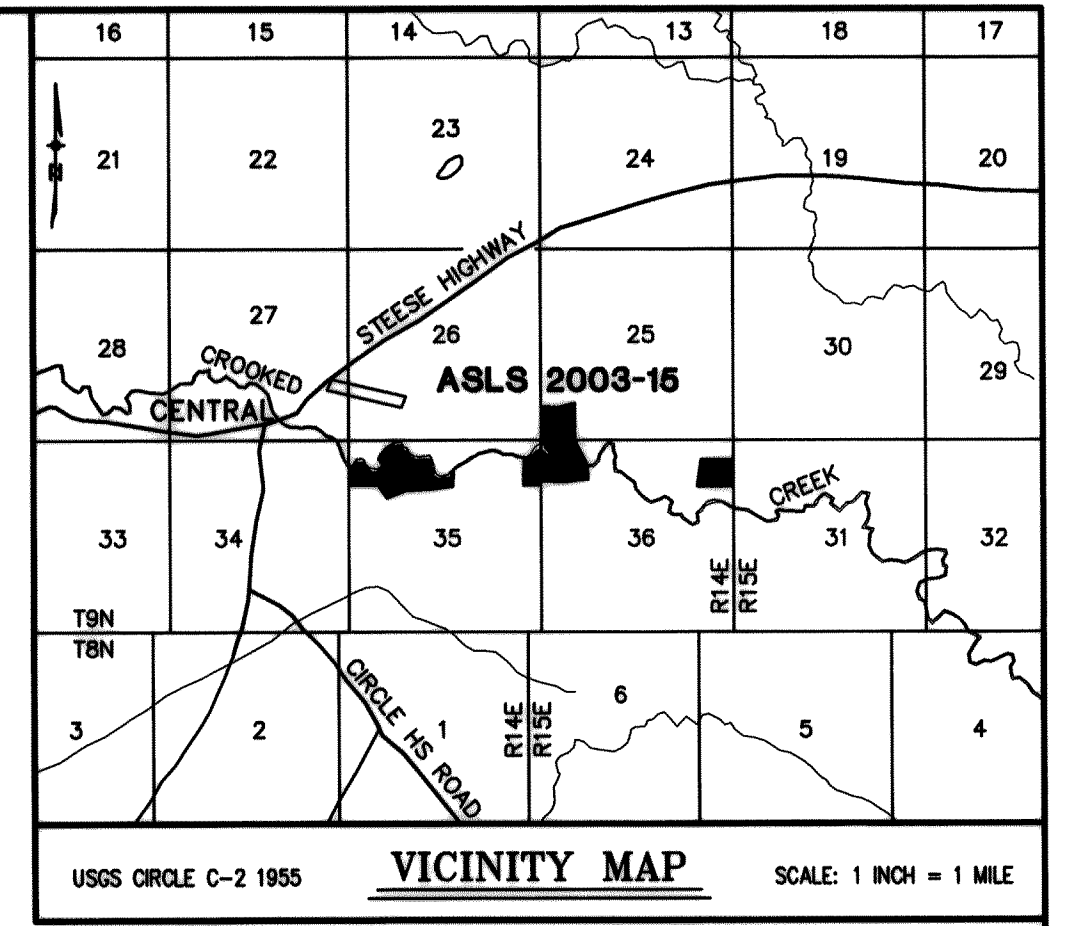 16 15 14 13 18 17
23
21 22 24 19 20
STEESE HIGHWAY
27 26 25 30
28 29
CROOKED
ASLS 2003-15
CENTRAL
CREEK
33 34 35 36 31 32
R14E R15E
T9N
T8N
CIRCLE HS ROAD
6
3 2 1 5 4
R14E R15E
USGS CIRCLE C-2 1955
VICINITY MAP
SCALE: 1 INCH = 1 MILE